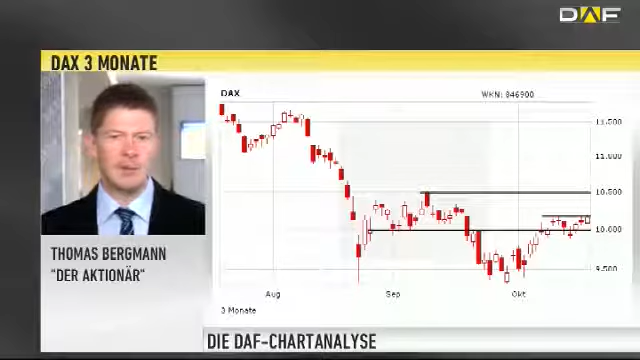 DAF
DAX 3 MONATE
DAX
WKN: 846900
11.500
11.000
10.500
10.000
9.500
Aug
Sep
Okt
3 Monate
THOMAS BERGMANN
"DER AKTIONÄR"
DIE DAF-CHARTANALYSE